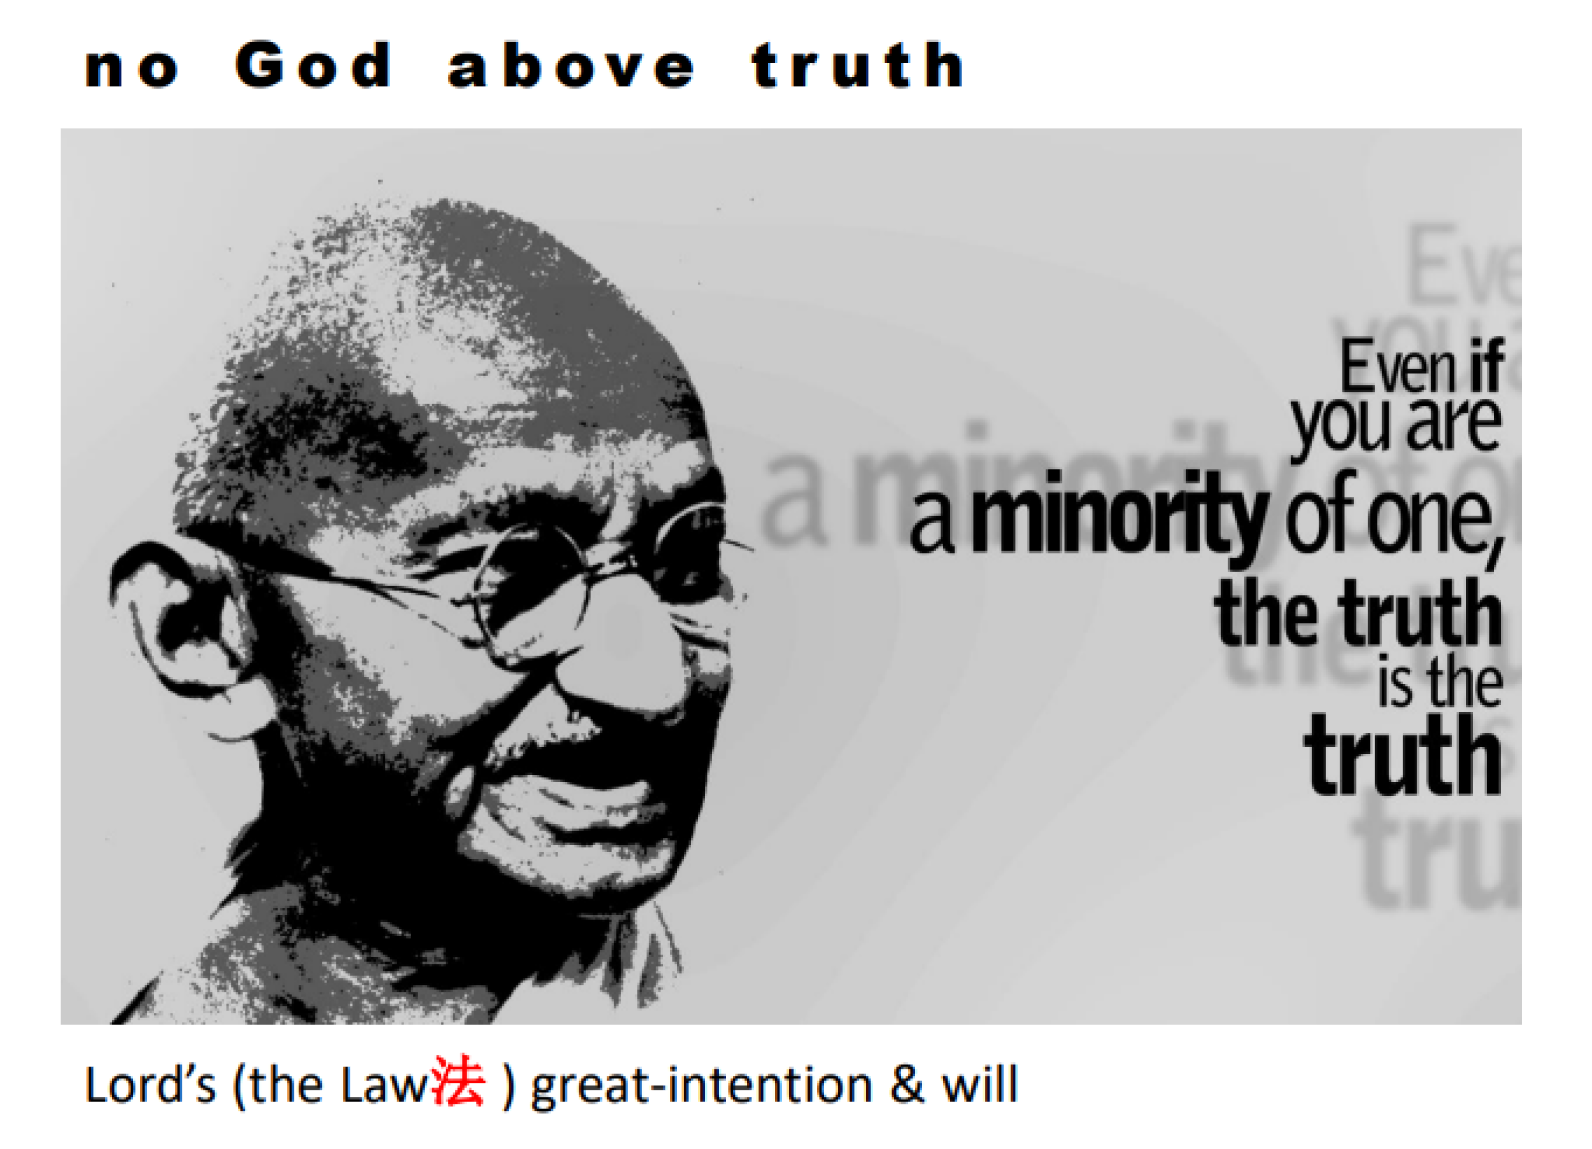 no God above truth
Even if
you are
a minority of one,
the truth
is the
truth
Lord's (the Law法 ) great-intention & will